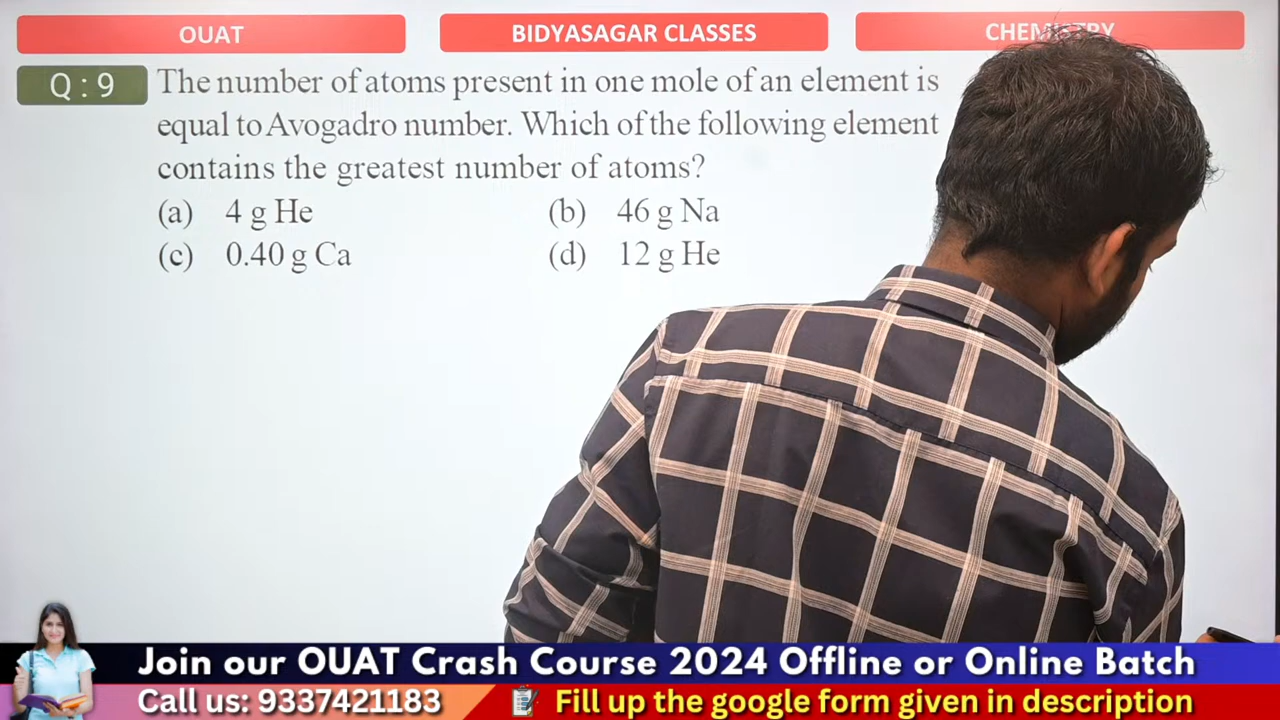 OUAT
BIDYASAGAR CLASSES
CHEMISTRY
Q : 9
The number of atoms present in one mole of an element is
equal to Avogadro number. Which of the following element
contains the greatest number of atoms?
(a) 4 g He (b) 46 g Na
(c) 0.40 g Ca (d) 12 g He
Join our OUAT Crash Course 2024 Offline or Online Batch
Call us: 9337421183 Fill up the google form given in description